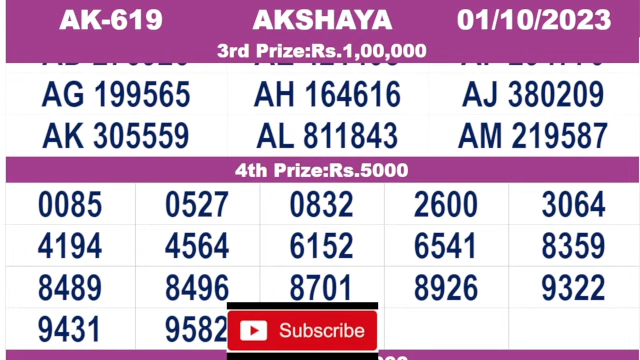 AK-619 AKSHAYA 01/10/2023
3rd Prize:Rs.1,00,000
AG 199565 AH 164616 AJ 380209
AK 305559 AL 811843 AM 219587
4th Prize:Rs.5000
0085 0527 0832 2600 3064
4194 4564 6152 6541 8359
8489 8496 8701 8926 9322
9431 9582
Subscribe